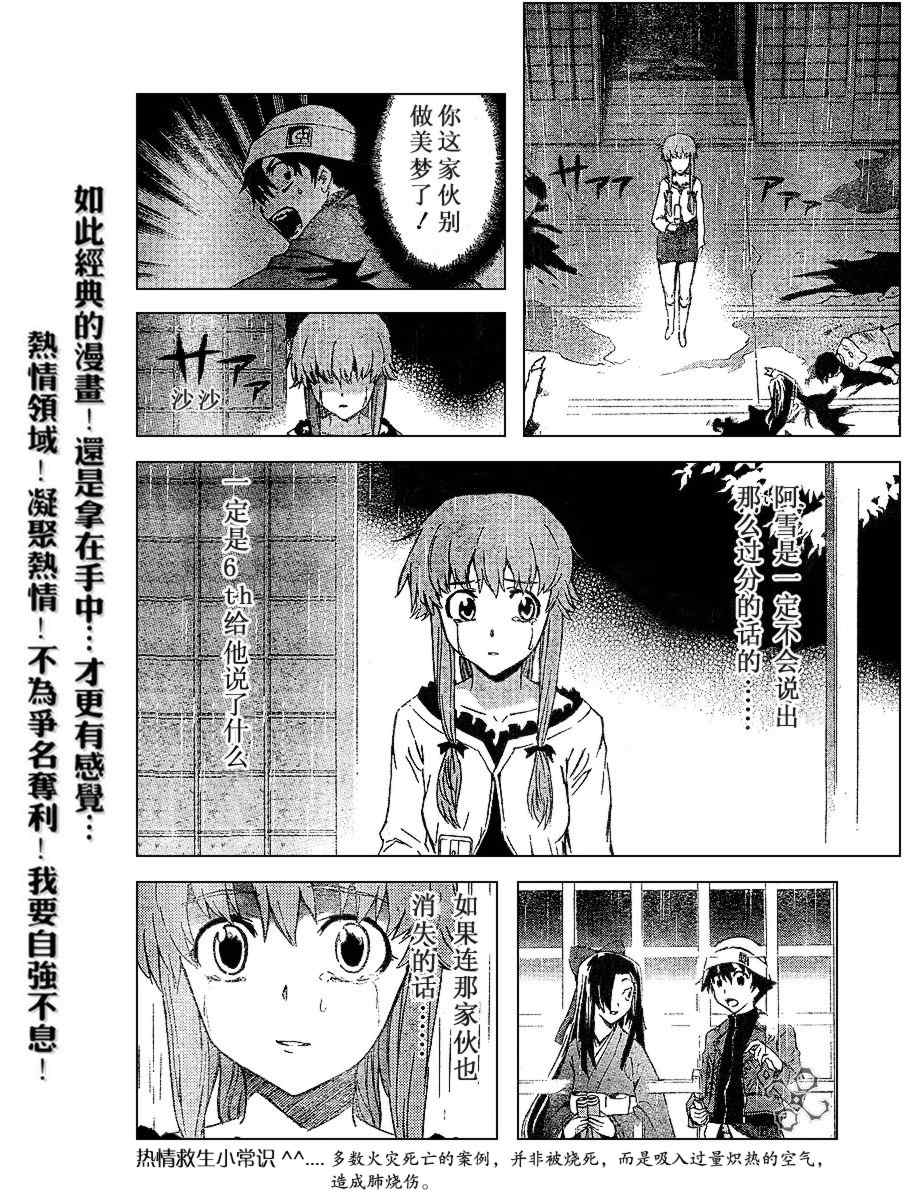 ザァァ
ァァ
你这家伙别
做美梦了！
ザァァ
沙沙
阿雪是一定不会说出
那么过分的话的……
一定是6th给他说了什么
如果连那家伙也
消失的话……
如此經典的漫畫！還是拿在手中…才更有感覺…
熱情領域！凝聚熱情！不為爭名奪利！我要自強不息！
热情救生小常识 ^^....
多数火灾死亡的案例，并非被烧死，而是吸入过量炽热的空气，
造成肺烧伤。